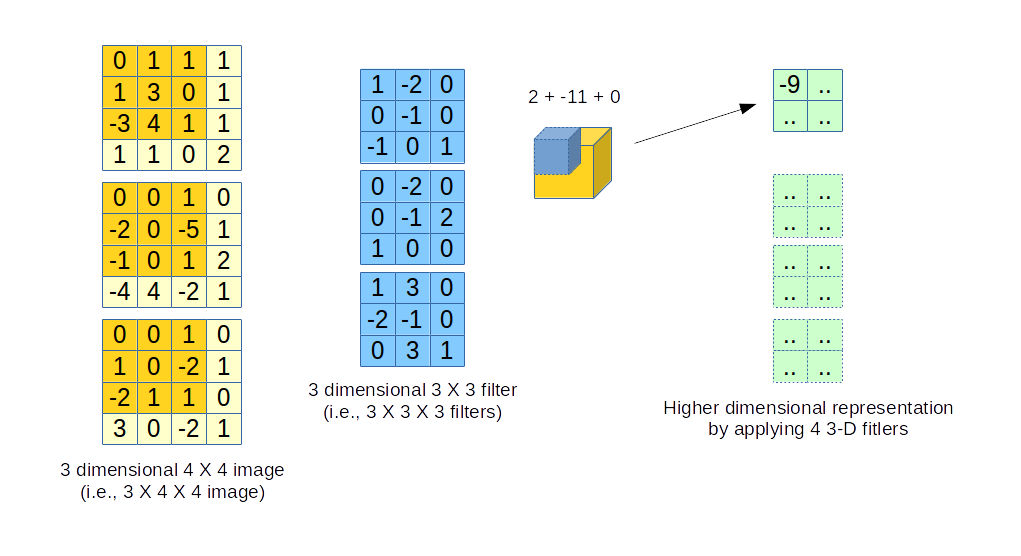 0 1 1 1
1 3 0 1
-3 4 1 1
1 1 0 2
0 0 1 0
-2 0 -5 1
-1 0 1 2
-4 4 -2 1
0 0 1 0
1 0 -2 1
-2 1 1 0
3 0 -2 1
3 dimensional 4 X 4 image
(i.e., 3 X 4 X 4 image)
1 -2 0
0 -1 0
-1 0 1
0 -2 0
0 -1 2
1 0 0
1 3 0
-2 -1 0
0 3 1
3 dimensional 3 X 3 filter
(i.e., 3 X 3 X 3 filters)
2 + -11 + 0
-9 ..
.. ..
.. ..
.. ..
.. ..
.. ..
.. ..
.. ..
Higher dimensional representation
by applying 4 3-D fitlers